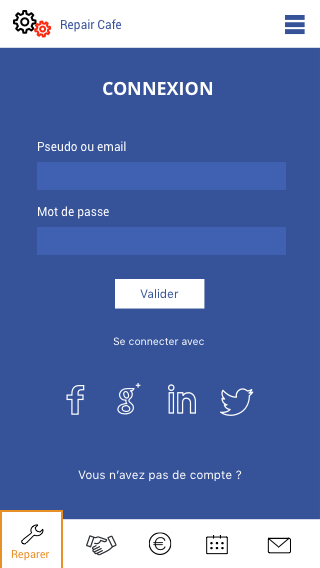 Repair Cafe
CONNEXION
Pseudo ou email
Mot de passe
Valider
Se connecter avec
Vous n'avez pas de compte ?
Reparer